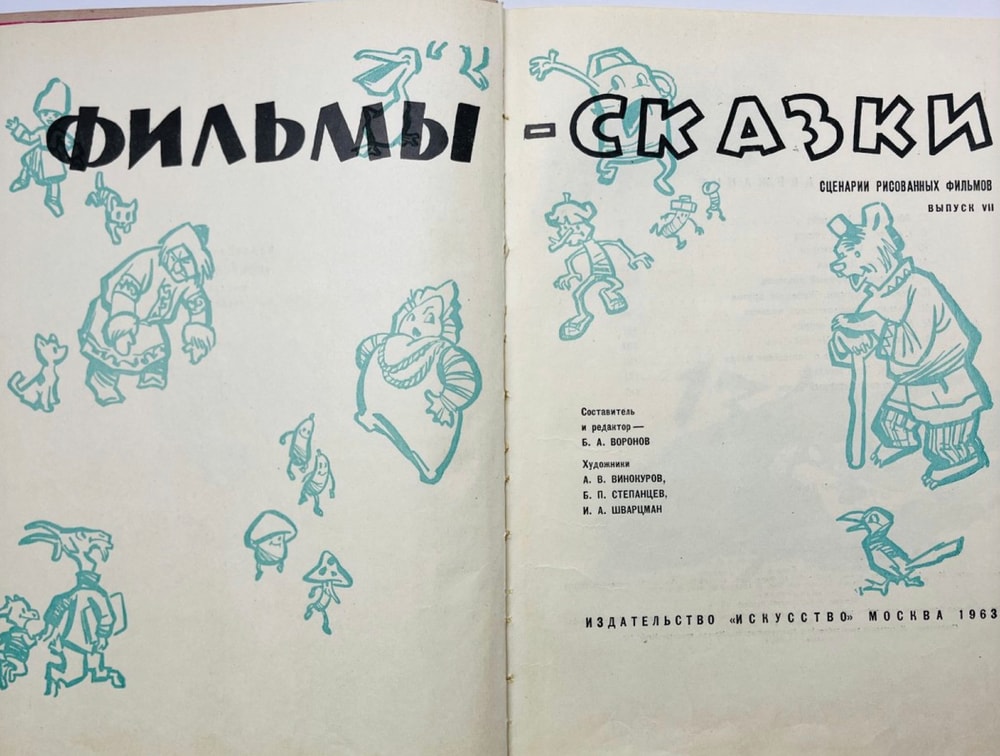 ФИЛЬМЫ-СКАЗКИ
СЦЕНАРИИ РИСОВАННЫХ ФИЛЬМОВ
ВЫПУСК VII
Составитель
и редактор —
Б. А. ВОРОНОВ
Художники
А. В. ВИНОКУРОВ,
Б. П. СТЕПАНЦЕВ,
И. А. ШВАРЦМАН
ИЗДАТЕЛЬСТВО «ИСКУССТВО» МОСКВА 1963